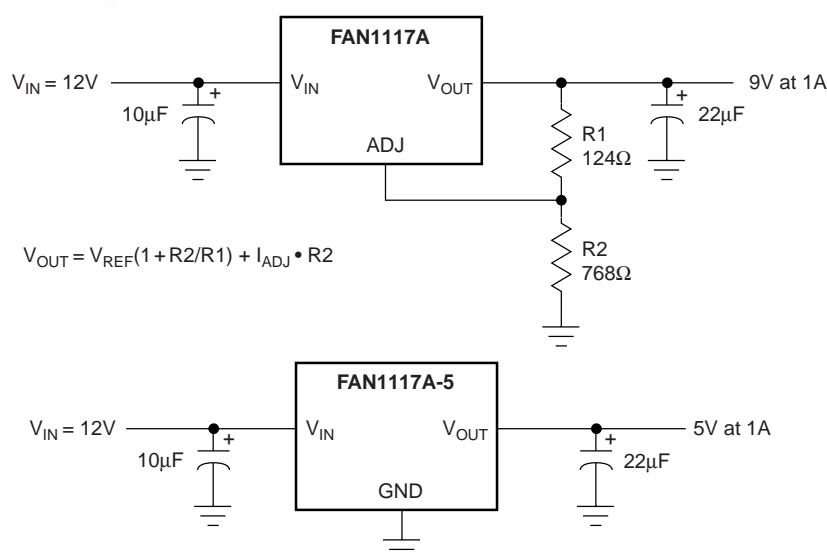 FAN1117A
V_IN = 12V
V_IN
V_OUT
9V at 1A
10μF
+
+
22μF
ADJ
R1
124Ω
V_OUT = V_REF(1 + R2/R1) + I_ADJ • R2
R2
768Ω
FAN1117A-5
V_IN = 12V
V_IN
V_OUT
5V at 1A
10μF
+
+
22μF
GND